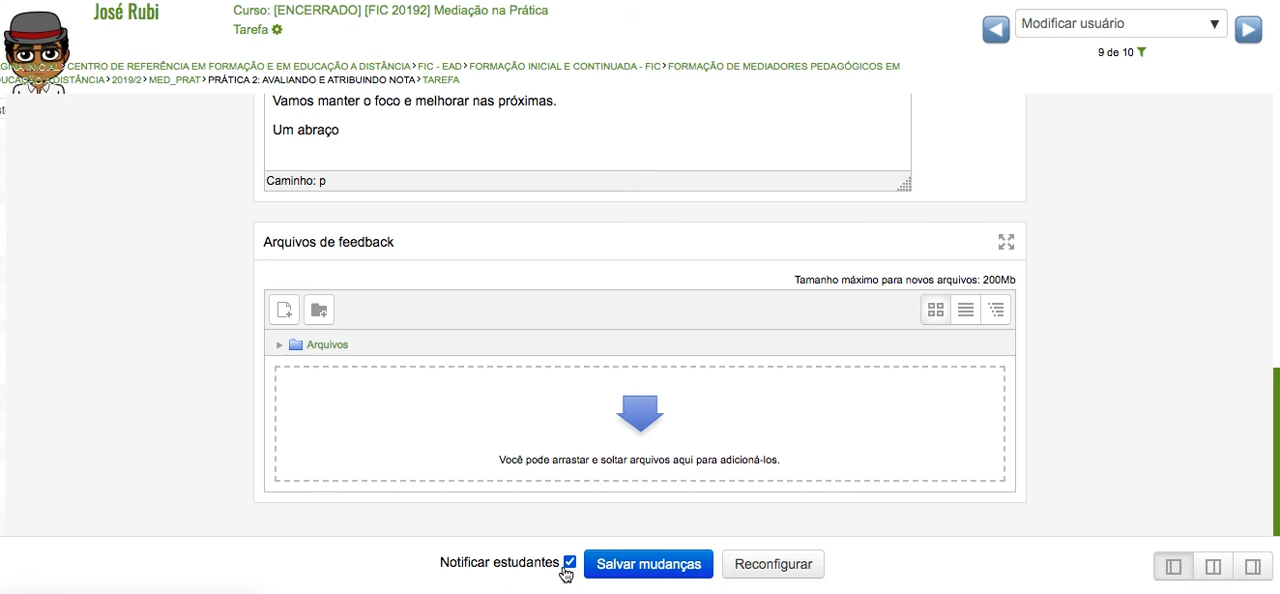 José Rubi
Curso: [ENCERRADO] [FIC 20192] Mediação na Prática
Tarefa
Modificar usuário
9 de 10
CENTRO DE REFERÊNCIA EM FORMAÇÃO E EM EDUCAÇÃO A DISTÂNCIA › FIC - EAD › FORMAÇÃO INICIAL E CONTINUADA - FIC › FORMAÇÃO DE MEDIADORES PEDAGÓGICOS EM
DISTÂNCIA › 2019/2 › MED_PRAT › PRÁTICA 2: AVALIANDO E ATRIBUINDO NOTA › TAREFA
Vamos manter o foco e melhorar nas próximas.
Um abraço
Caminho: p
Arquivos de feedback
Tamanho máximo para novos arquivos: 200Mb
Arquivos
Você pode arrastar e soltar arquivos aqui para adicioná-los.
Notificar estudantes
Salvar mudanças
Reconfigurar